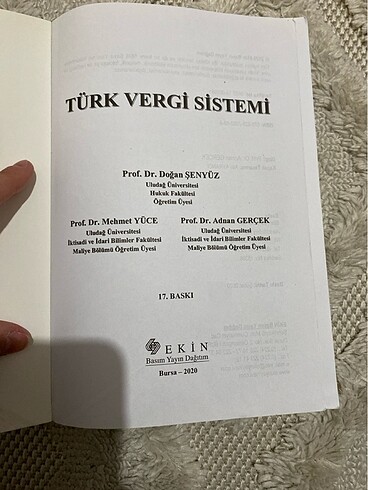 TÜRK VERGİ SİSTEMİ
Prof. Dr. Doğan ŞENYÜZ
Uludağ Üniversitesi
Hukuk Fakültesi
Öğretim Üyesi
Prof. Dr. Mehmet YÜCE
Uludağ Üniversitesi
İktisadi ve İdari Bilimler Fakültesi
Maliye Bölümü Öğretim Üyesi
Prof. Dr. Adnan GERÇEK
Uludağ Üniversitesi
İktisadi ve İdari Bilimler Fakültesi
Maliye Bölümü Öğretim Üyesi
17. BASKI
EKİN
Basım Yayın Dağıtım
Bursa – 2020